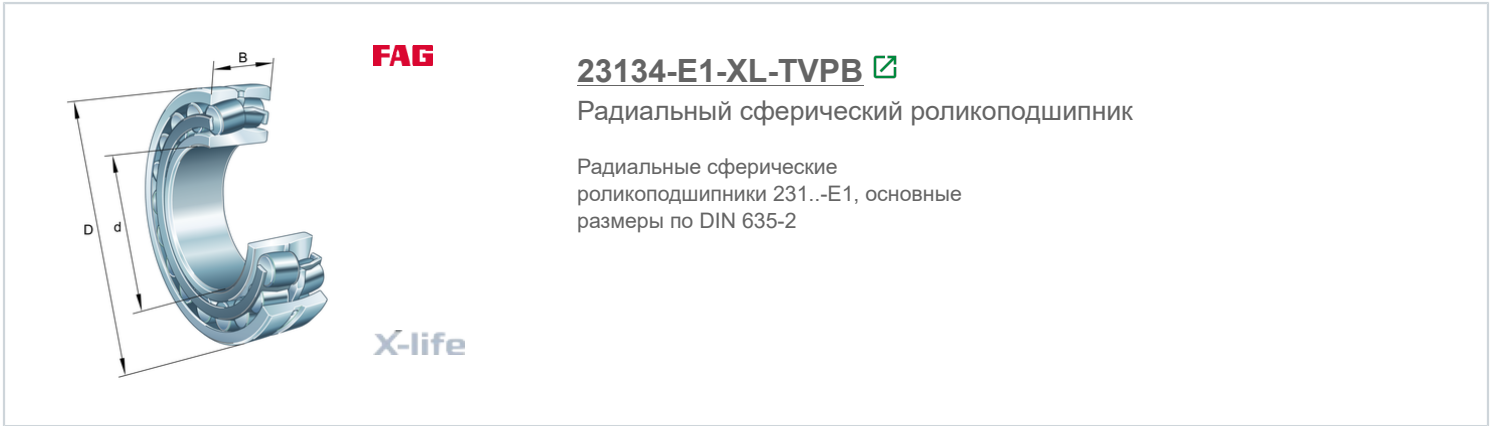 B
FAG
D
d
X-life
23134-E1-XL-TVPB
Радиальный сферический роликоподшипник
Радиальные сферические
роликоподшипники 231..-E1, основные
размеры по DIN 635-2